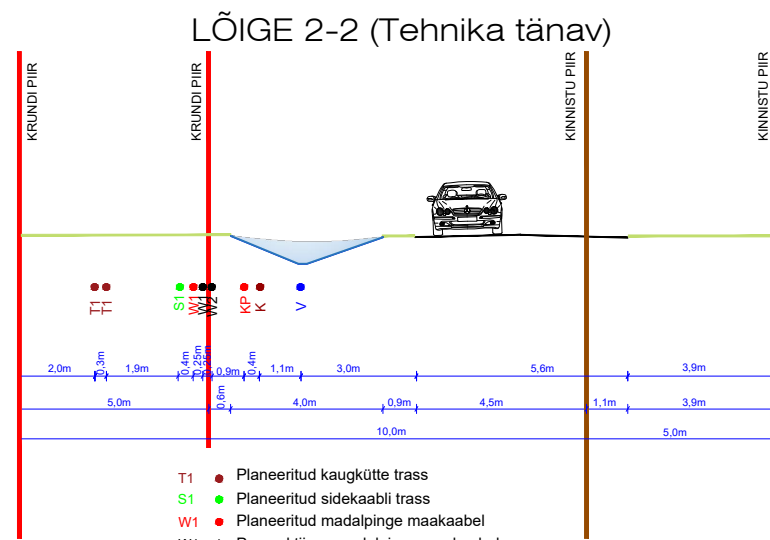 LÕIGE 2-2 (Tehnika tänav)
KRUNDI PIIR
KRUNDI PIIR
KINNISTU PIIR
KINNISTU PIIR
T1 T1 S1 W1 W1 W2 KP K V
2,0m 0,3m 1,9m 0,4m 0,25m 0,25m 0,9m 0,4m 1,1m 3,0m 5,6m 3,9m
5,0m 0,6m 4,0m 0,9m 4,5m 1,1m 3,9m
10,0m 5,0m
T1 Planeeritud kaugkütte trass
S1 Planeeritud sidekaabli trass
W1 Planeeritud madalpinge maakaabel